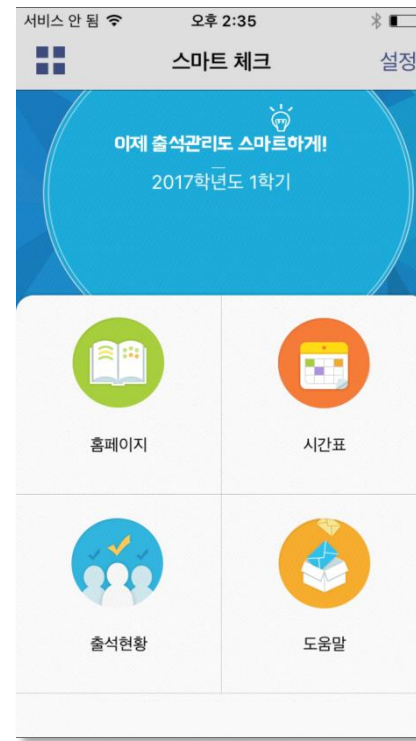 서비스 안 됨 오후 2:35
스마트 체크 설정
이제 출석관리도 스마트하게!
2017학년도 1학기
홈페이지 시간표
출석현황 도움말